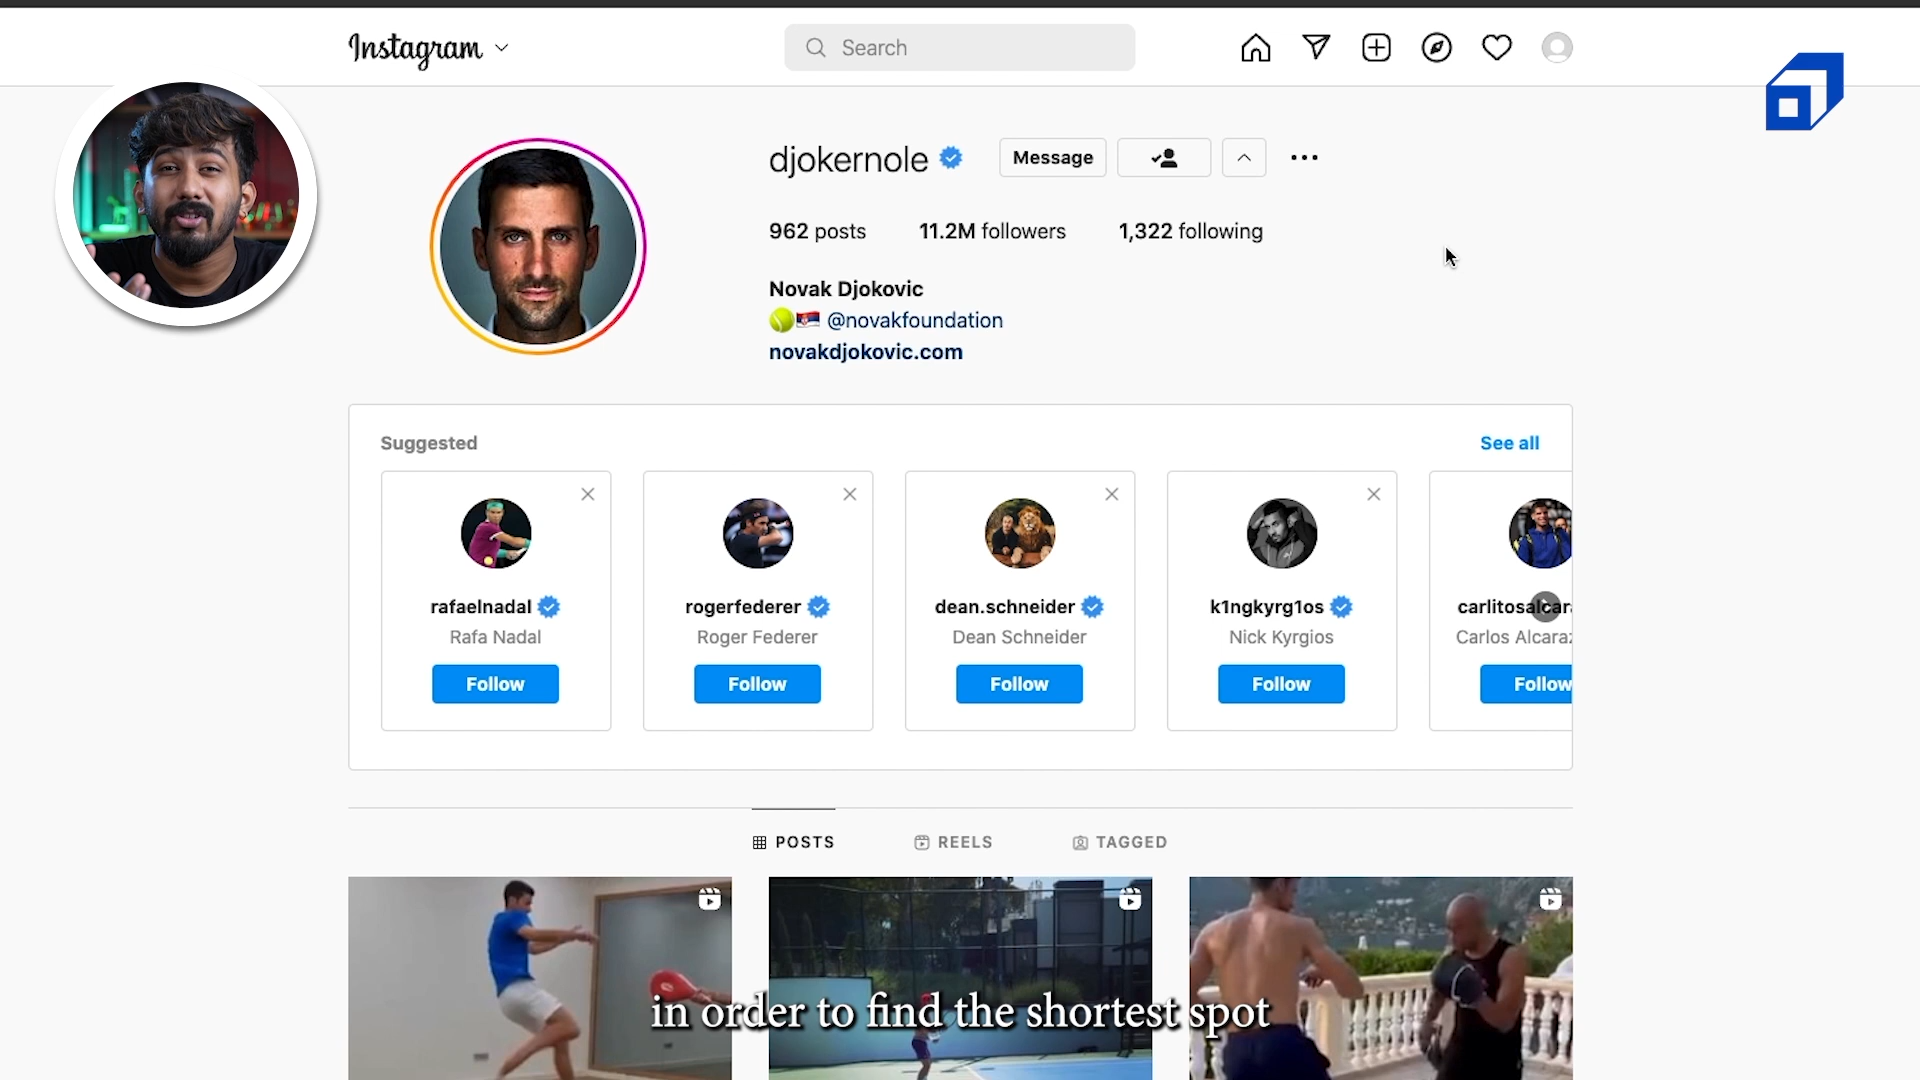 Instagram
Search
djokernole
Message
962 posts 11.2M followers 1,322 following
Novak Djokovic
@novakfoundation
novakdjokovic.com
Suggested
See all
rafaelnadal
Rafa Nadal
Follow
rogerfederer
Roger Federer
Follow
dean.schneider
Dean Schneider
Follow
k1ngkyrg1os
Nick Kyrgios
Follow
Carlos Alcaraz
Follow
POSTS REELS TAGGED
in order to find the shortest spot